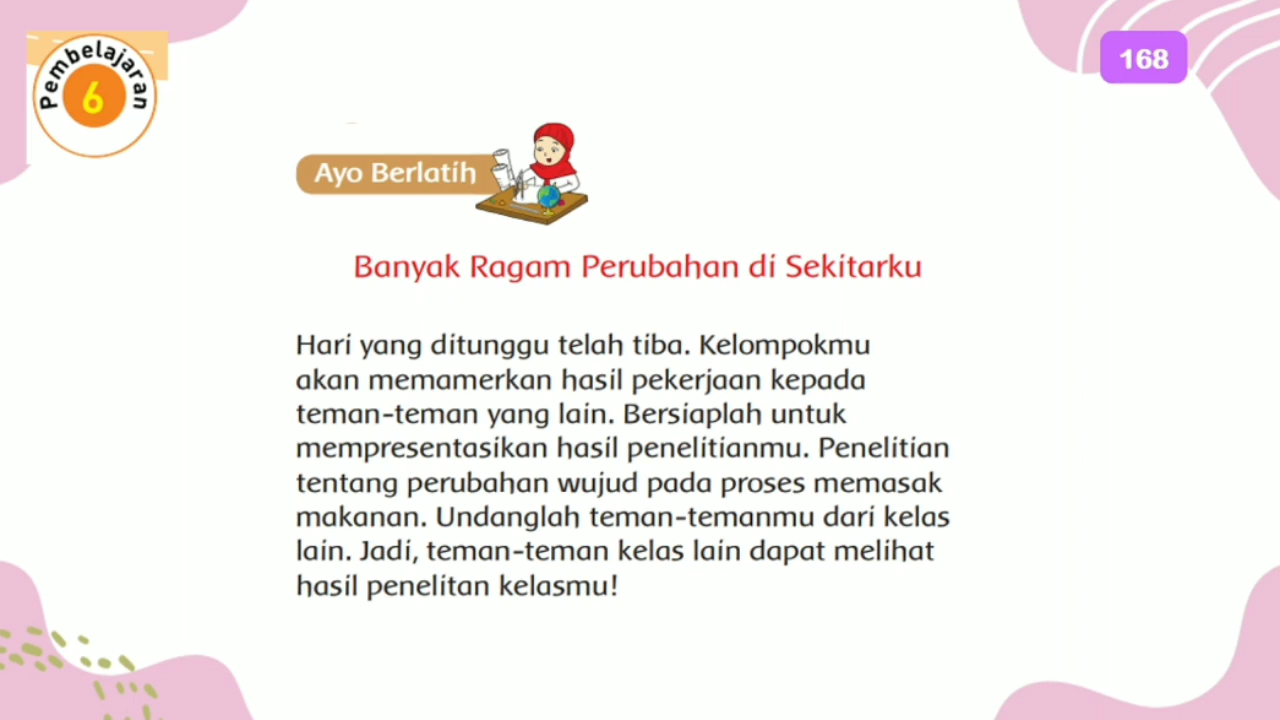 Pembelajaran
6
168
Ayo Berlatih
Banyak Ragam Perubahan di Sekitarku
Hari yang ditunggu telah tiba. Kelompokmu
akan memamerkan hasil pekerjaan kepada
teman-teman yang lain. Bersiaplah untuk
mempresentasikan hasil penelitianmu. Penelitian
tentang perubahan wujud pada proses memasak
makanan. Undanglah teman-temanmu dari kelas
lain. Jadi, teman-teman kelas lain dapat melihat
hasil penelitan kelasmu!